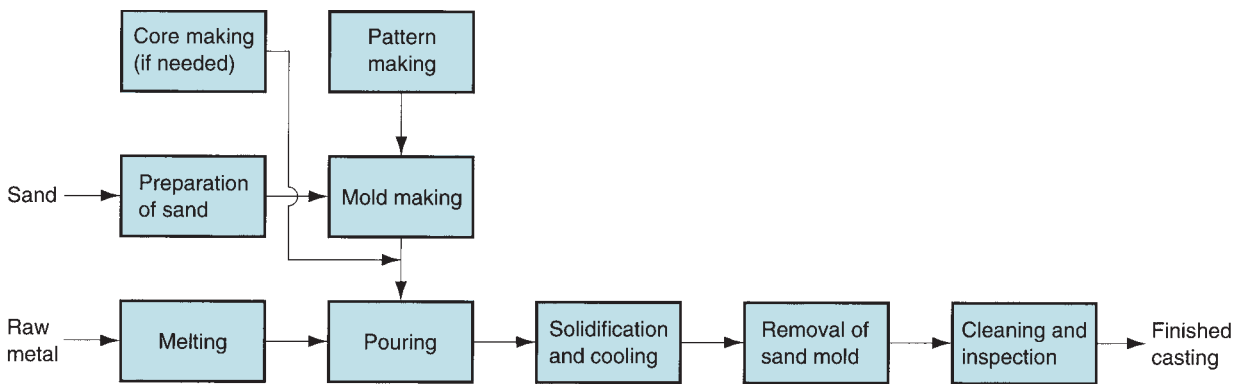 Core making
(if needed)
Pattern
making
Sand
Preparation
of sand
Mold making
Raw
metal
Melting
Pouring
Solidification
and cooling
Removal of
sand mold
Cleaning and
inspection
Finished
casting